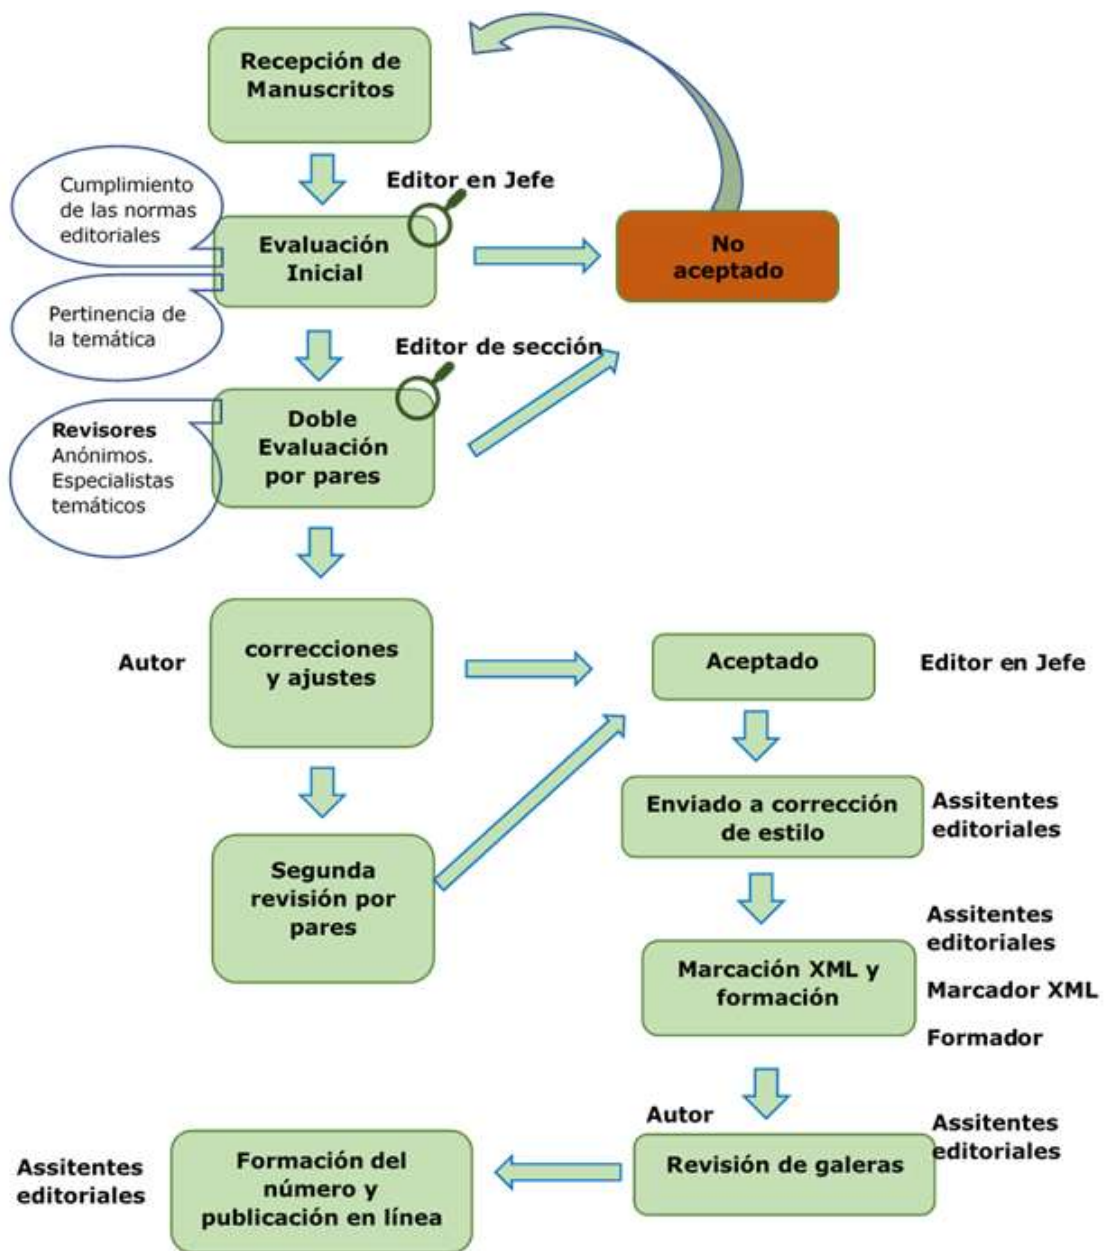 Recepción de
Manuscritos
Editor en Jefe
Cumplimiento
de las normas
editoriales
Evaluación
Inicial
No
aceptado
Pertinencia de
la temática
Editor de sección
Revisores
Anónimos.
Especialistas
temáticos
Doble
Evaluación
por pares
Autor
correcciones
y ajustes
Aceptado
Editor en Jefe
Enviado a corrección
de estilo
Assitentes
editoriales
Segunda
revisión por
pares
Marcación XML y
formación
Assitentes
editoriales
Marcador XML
Formador
Autor
Revisión de galeras
Assitentes
editoriales
Assitentes
editoriales
Formación del
número y
publicación en línea